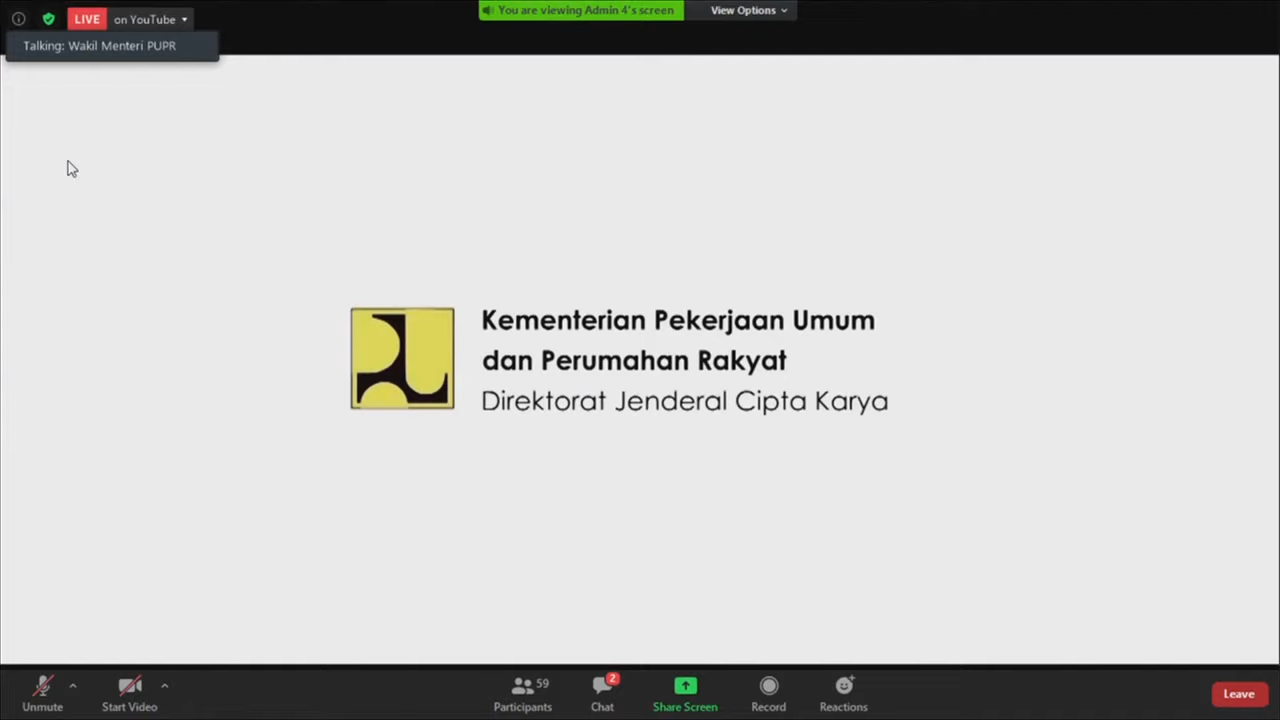 LIVE on YouTube
You are viewing Admin 4's screen
View Options
Talking: Wakil Menteri PUPR
Kementerian Pekerjaan Umum
dan Perumahan Rakyat
Direktorat Jenderal Cipta Karya
Unmute
Start Video
59
Participants
2
Chat
Share Screen
Record
Reactions
Leave